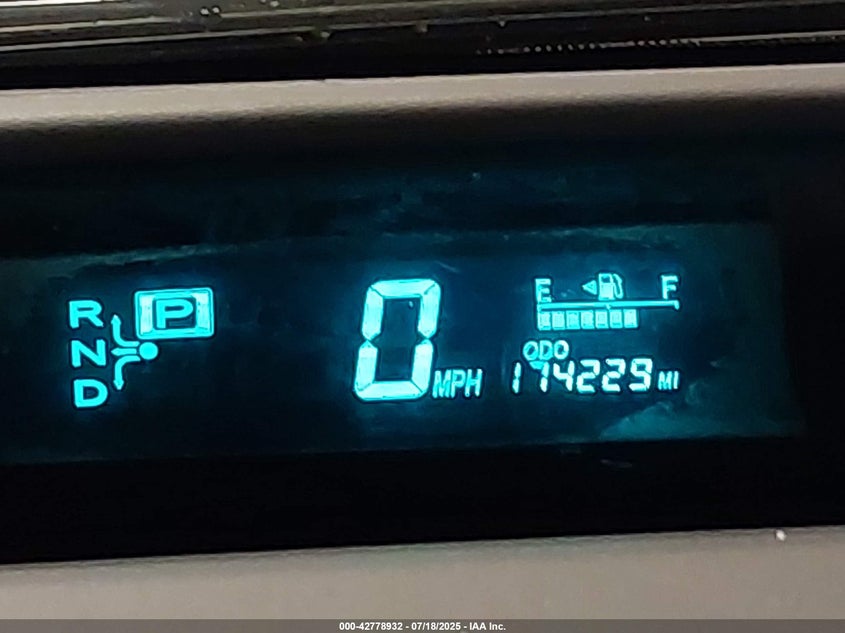 R P
N
D
0 MPH
E F
ODO
174229 MI
000-42778932 - 07/18/2025 - IAA Inc.